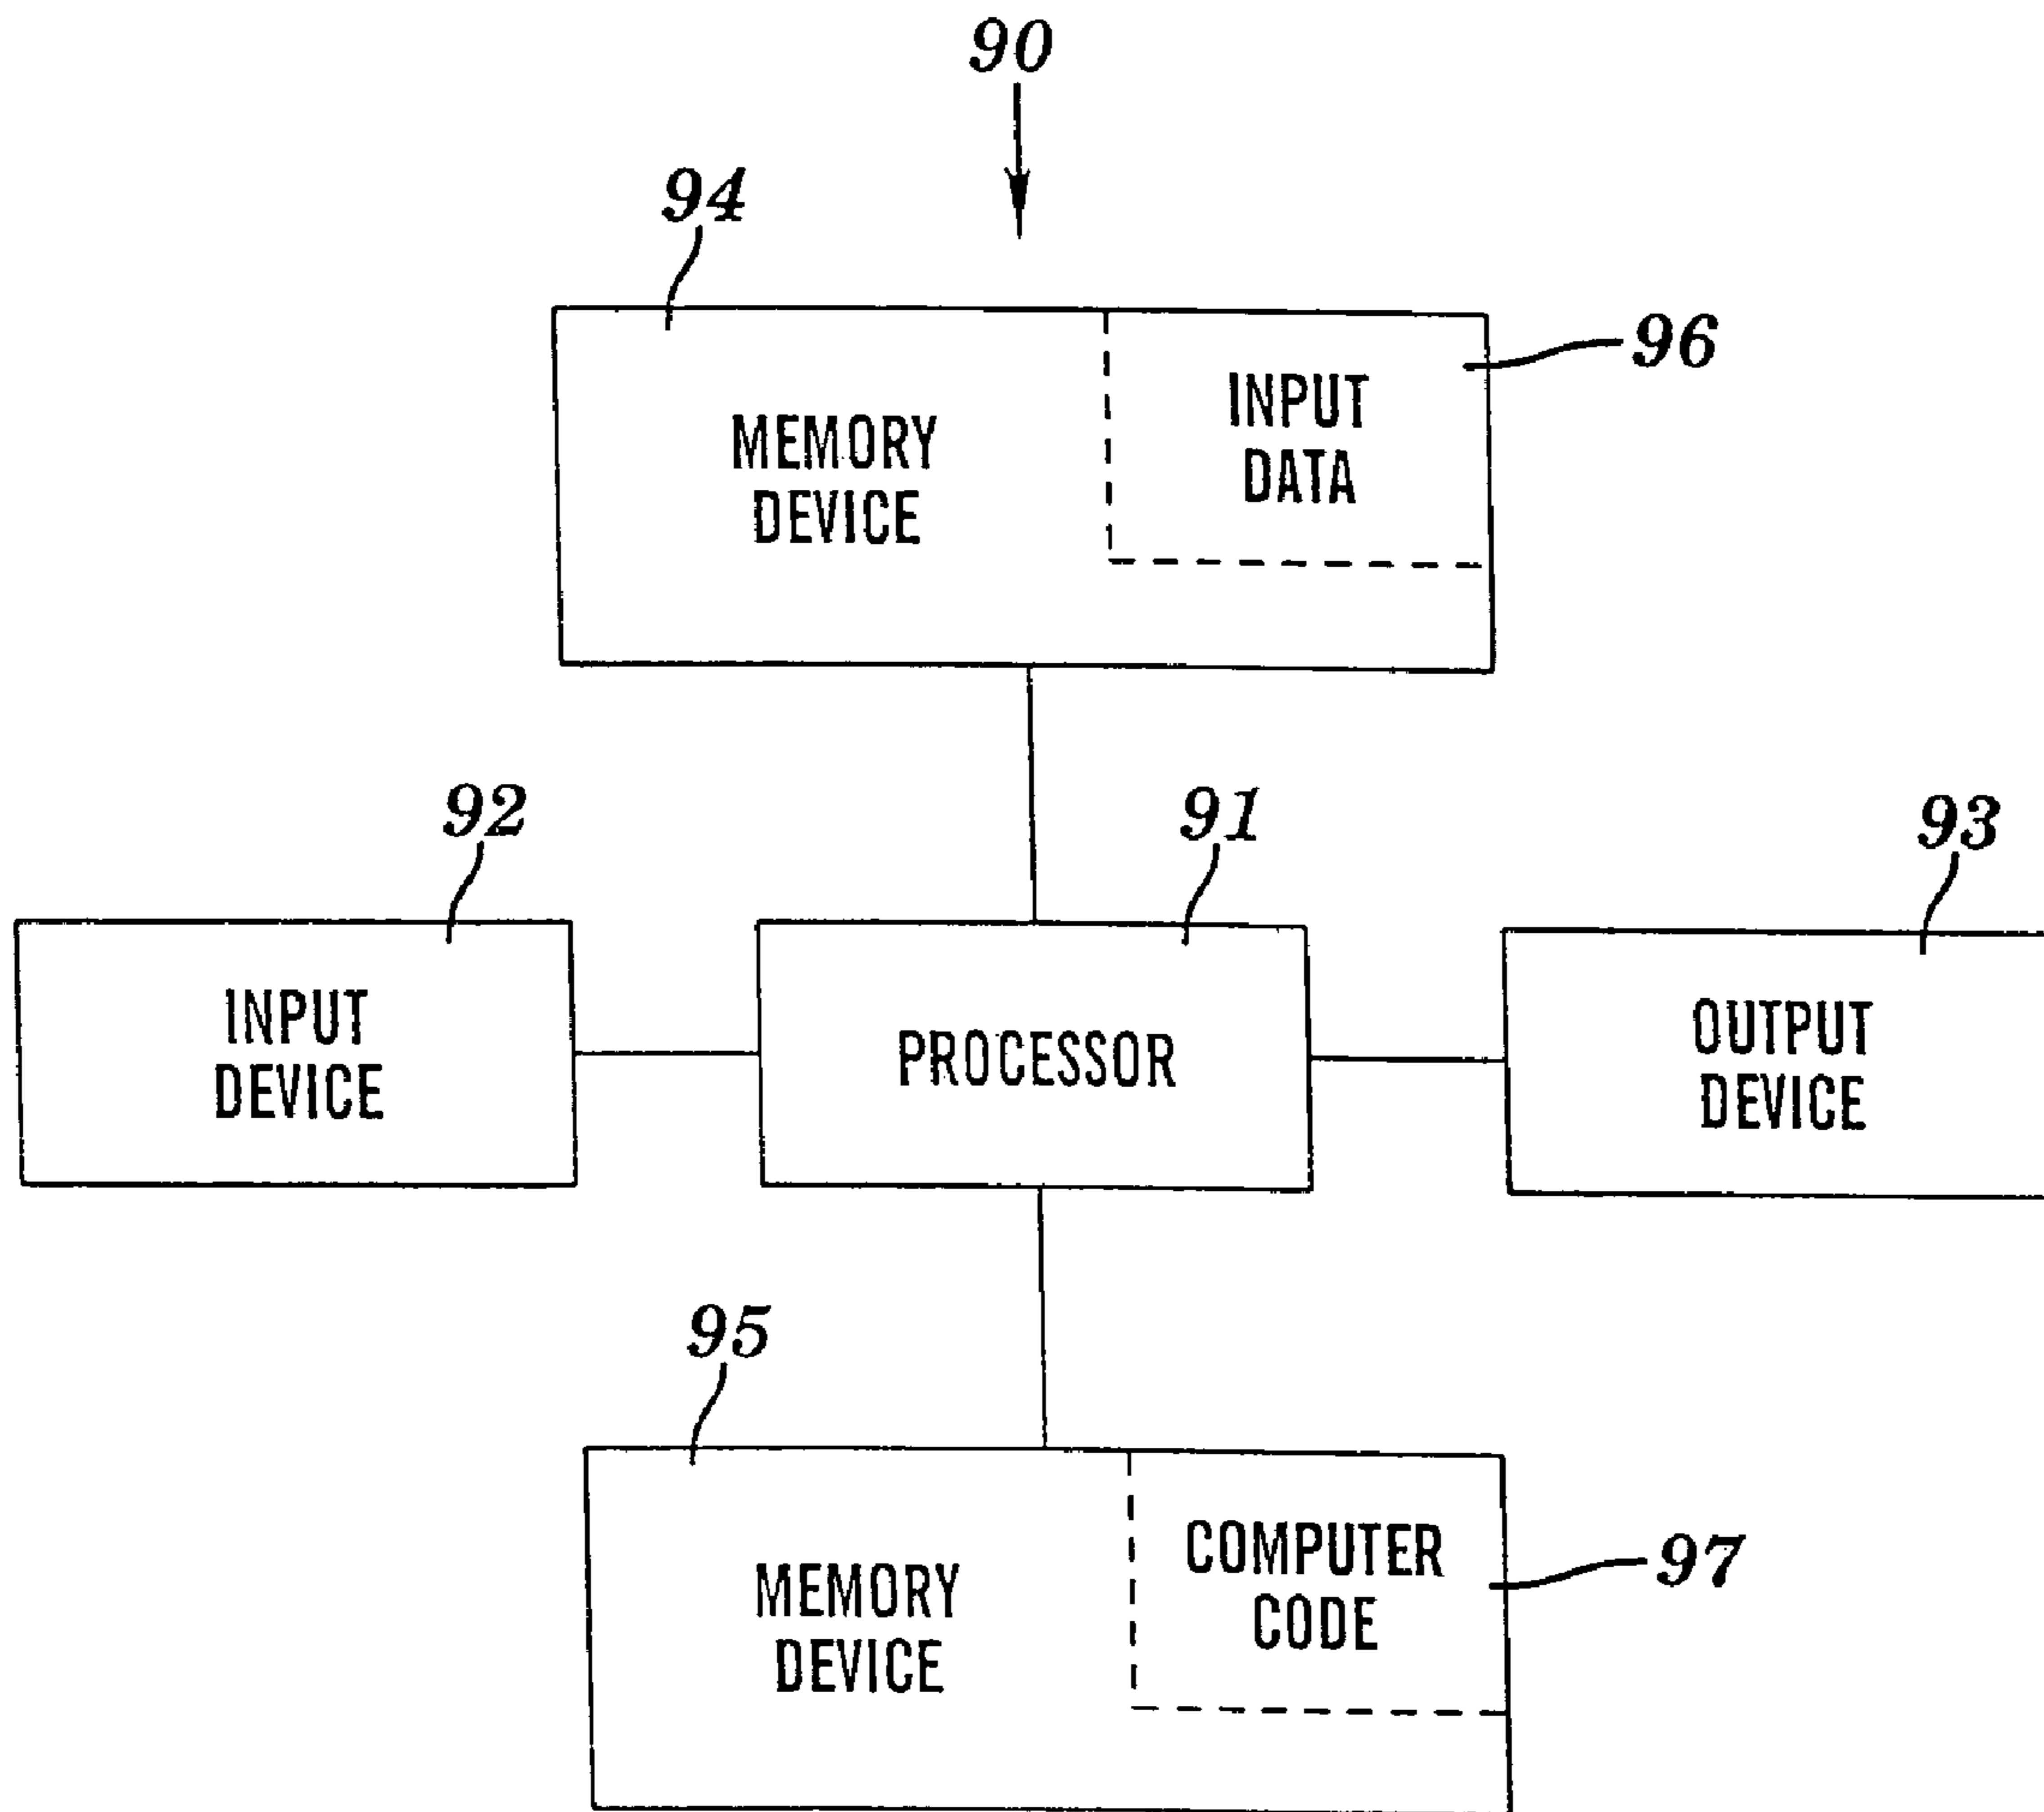 90
94
96
MEMORY
DEVICE
INPUT
DATA
92
91
93
INPUT
DEVICE
PROCESSOR
OUTPUT
DEVICE
95
MEMORY
DEVICE
COMPUTER
CODE
97